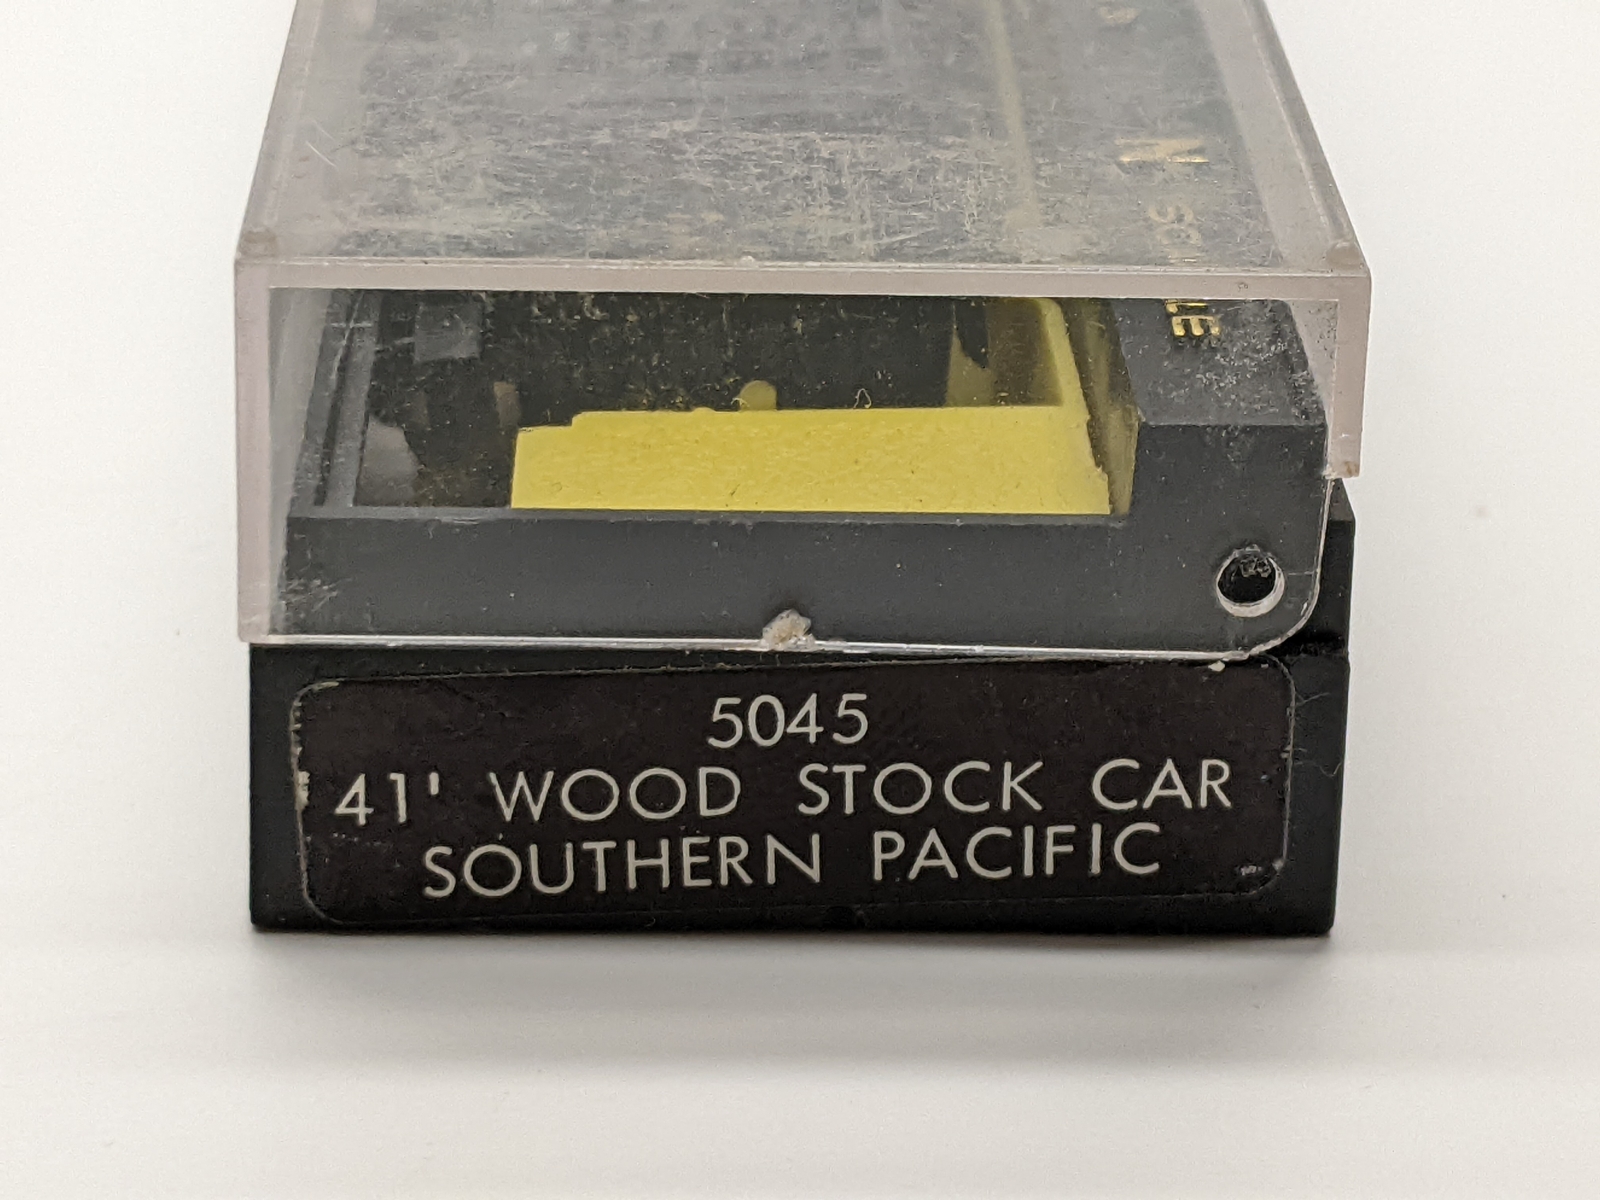 5045
41' WOOD STOCK CAR
SOUTHERN PACIFIC
N